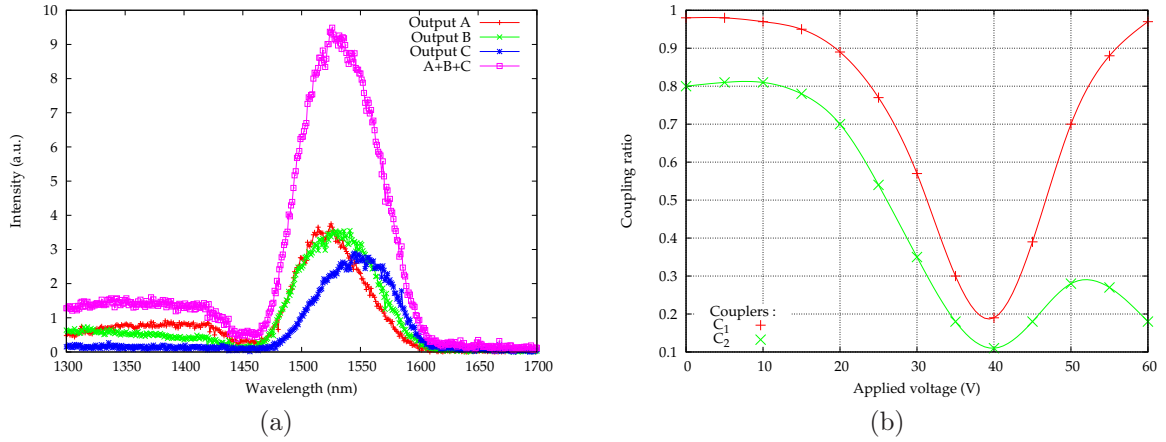 10
9
8
7
6
5
4
3
2
1
0
Intensity (a.u.)
1300 1350 1400 1450 1500 1550 1600 1650 1700
Wavelength (nm)
Output A
Output B
Output C
A+B+C
(a)
1
0.9
0.8
0.7
0.6
0.5
0.4
0.3
0.2
0.1
Coupling ratio
Couplers :
C1
C2
0 10 20 30 40 50 60
Applied voltage (V)
(b)